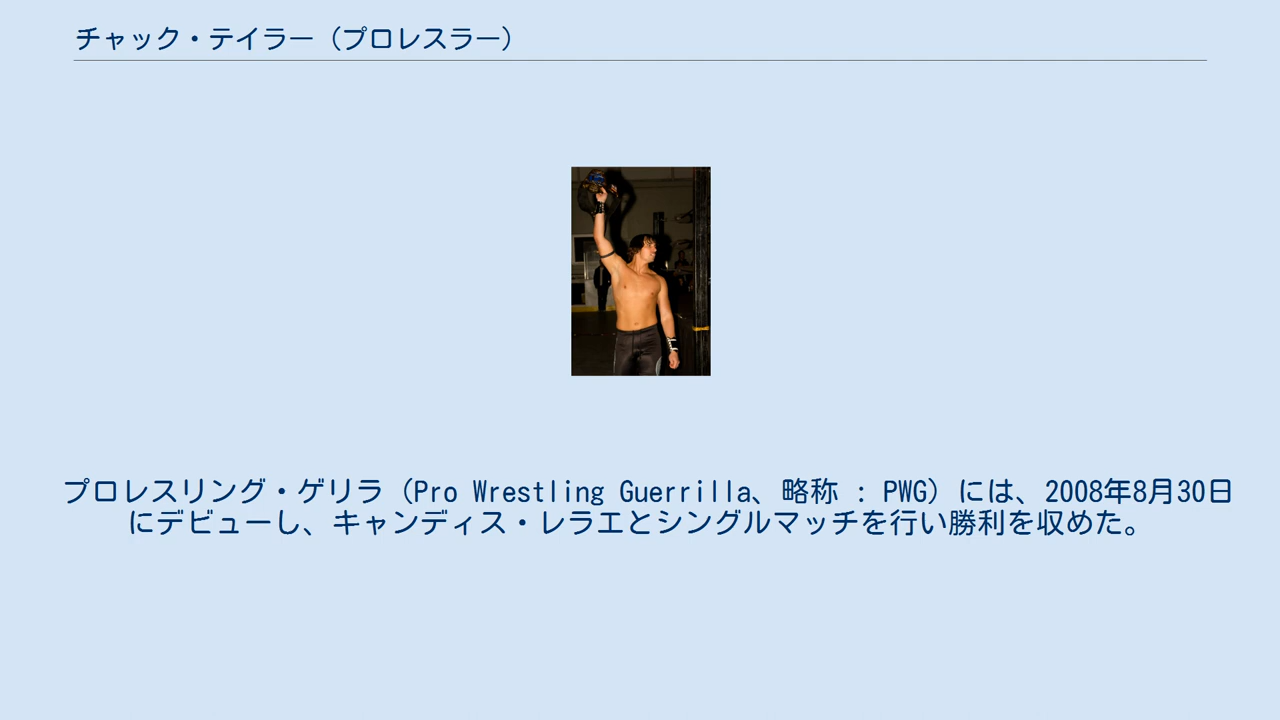 チャック・テイラー（プロレスラー）
プロレスリング・ゲリラ（Pro Wrestling Guerrilla、略称 : PWG）には、2008年8月30日
にデビューし、キャンディス・レラエとシングルマッチを行い勝利を収めた。